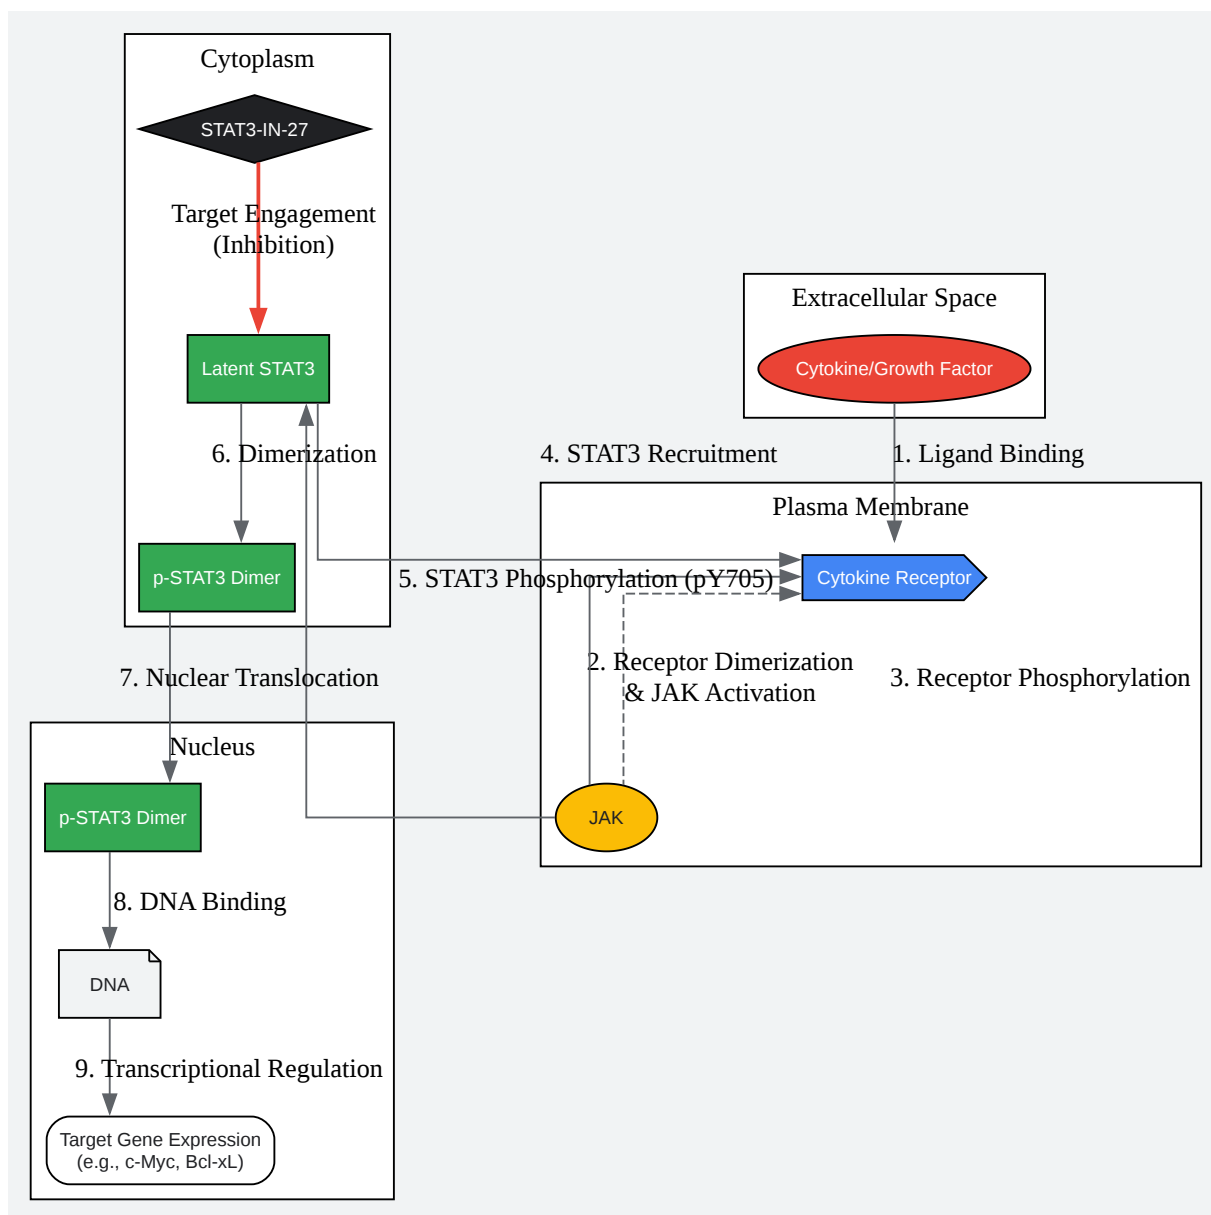 Cytoplasm
STAT3-IN-27
Target Engagement
(Inhibition)
Latent STAT3
Extracellular Space
Cytokine/Growth Factor
6. Dimerization
4. STAT3 Recruitment
1. Ligand Binding
Plasma Membrane
p-STAT3 Dimer
5. STAT3 Phosphorylation (pY705)
Cytokine Receptor
7. Nuclear Translocation
2. Receptor Dimerization
& JAK Activation
3. Receptor Phosphorylation
Nucleus
p-STAT3 Dimer
JAK
8. DNA Binding
DNA
9. Transcriptional Regulation
Target Gene Expression
(e.g., c-Myc, Bcl-xL)